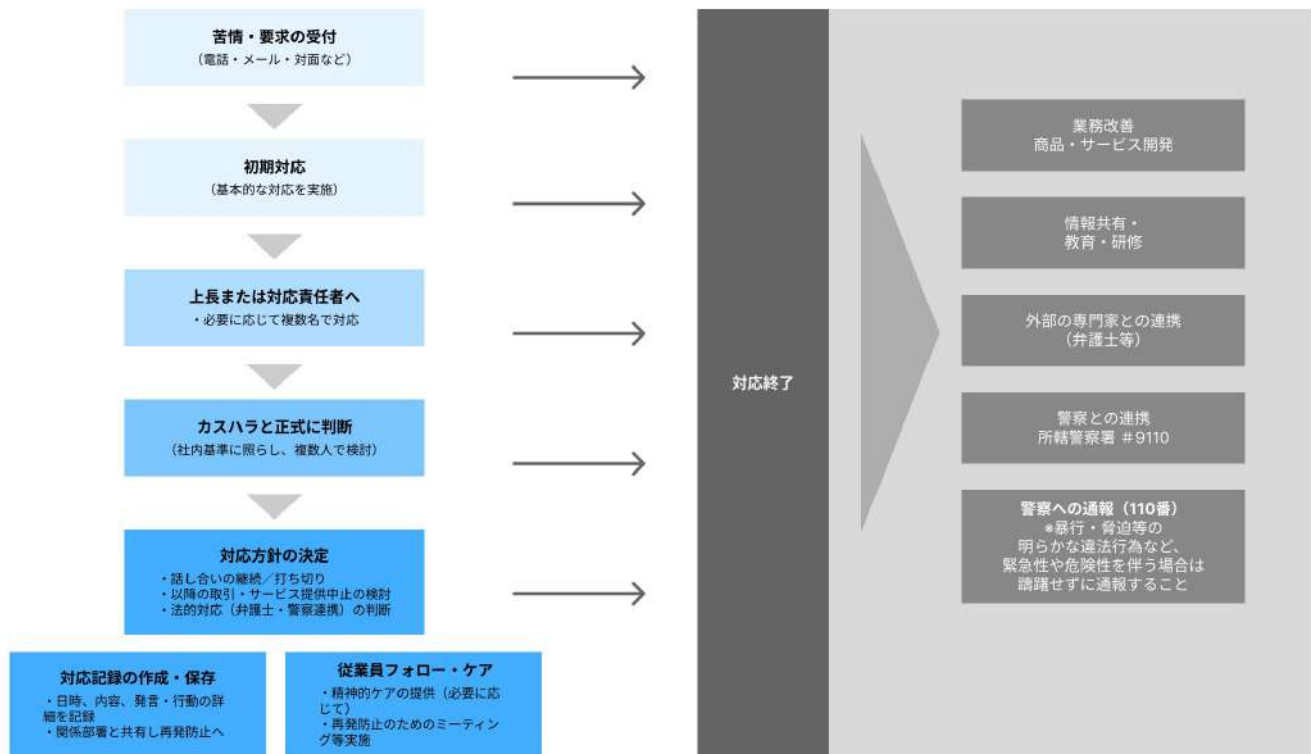 苦情・要求の受付
(電話・メール・対面など)
初期対応
(基本的な対応を実施)
上長または対応責任者へ
・必要に応じて複数名で対応
カスハラと正式に判断
(社内基準に照らし、複数人で検討)
対応方針の決定
・話し合いの継続／打ち切り
・以降の取引・サービス提供中止の検討
・法的対応（弁護士・警察連携）の判断
対応記録の作成・保存
・日時、内容、発言・行動の詳
細を記録
・関係部署と共有し再発防止へ
従業員フォロー・ケア
・精神的ケアの提供（必要に応
じて）
・再発防止のためのミーティン
グ等実施
対応終了
業務改善
商品・サービス開発
情報共有・
教育・研修
外部の専門家との連携
（弁護士等）
警察との連携
所轄警察署 #9110
警察への通報（110番）
※暴行・脅迫等の
明らかな違法行為など、
緊急性や危険性を伴う場合は
躊躇せずに通報すること